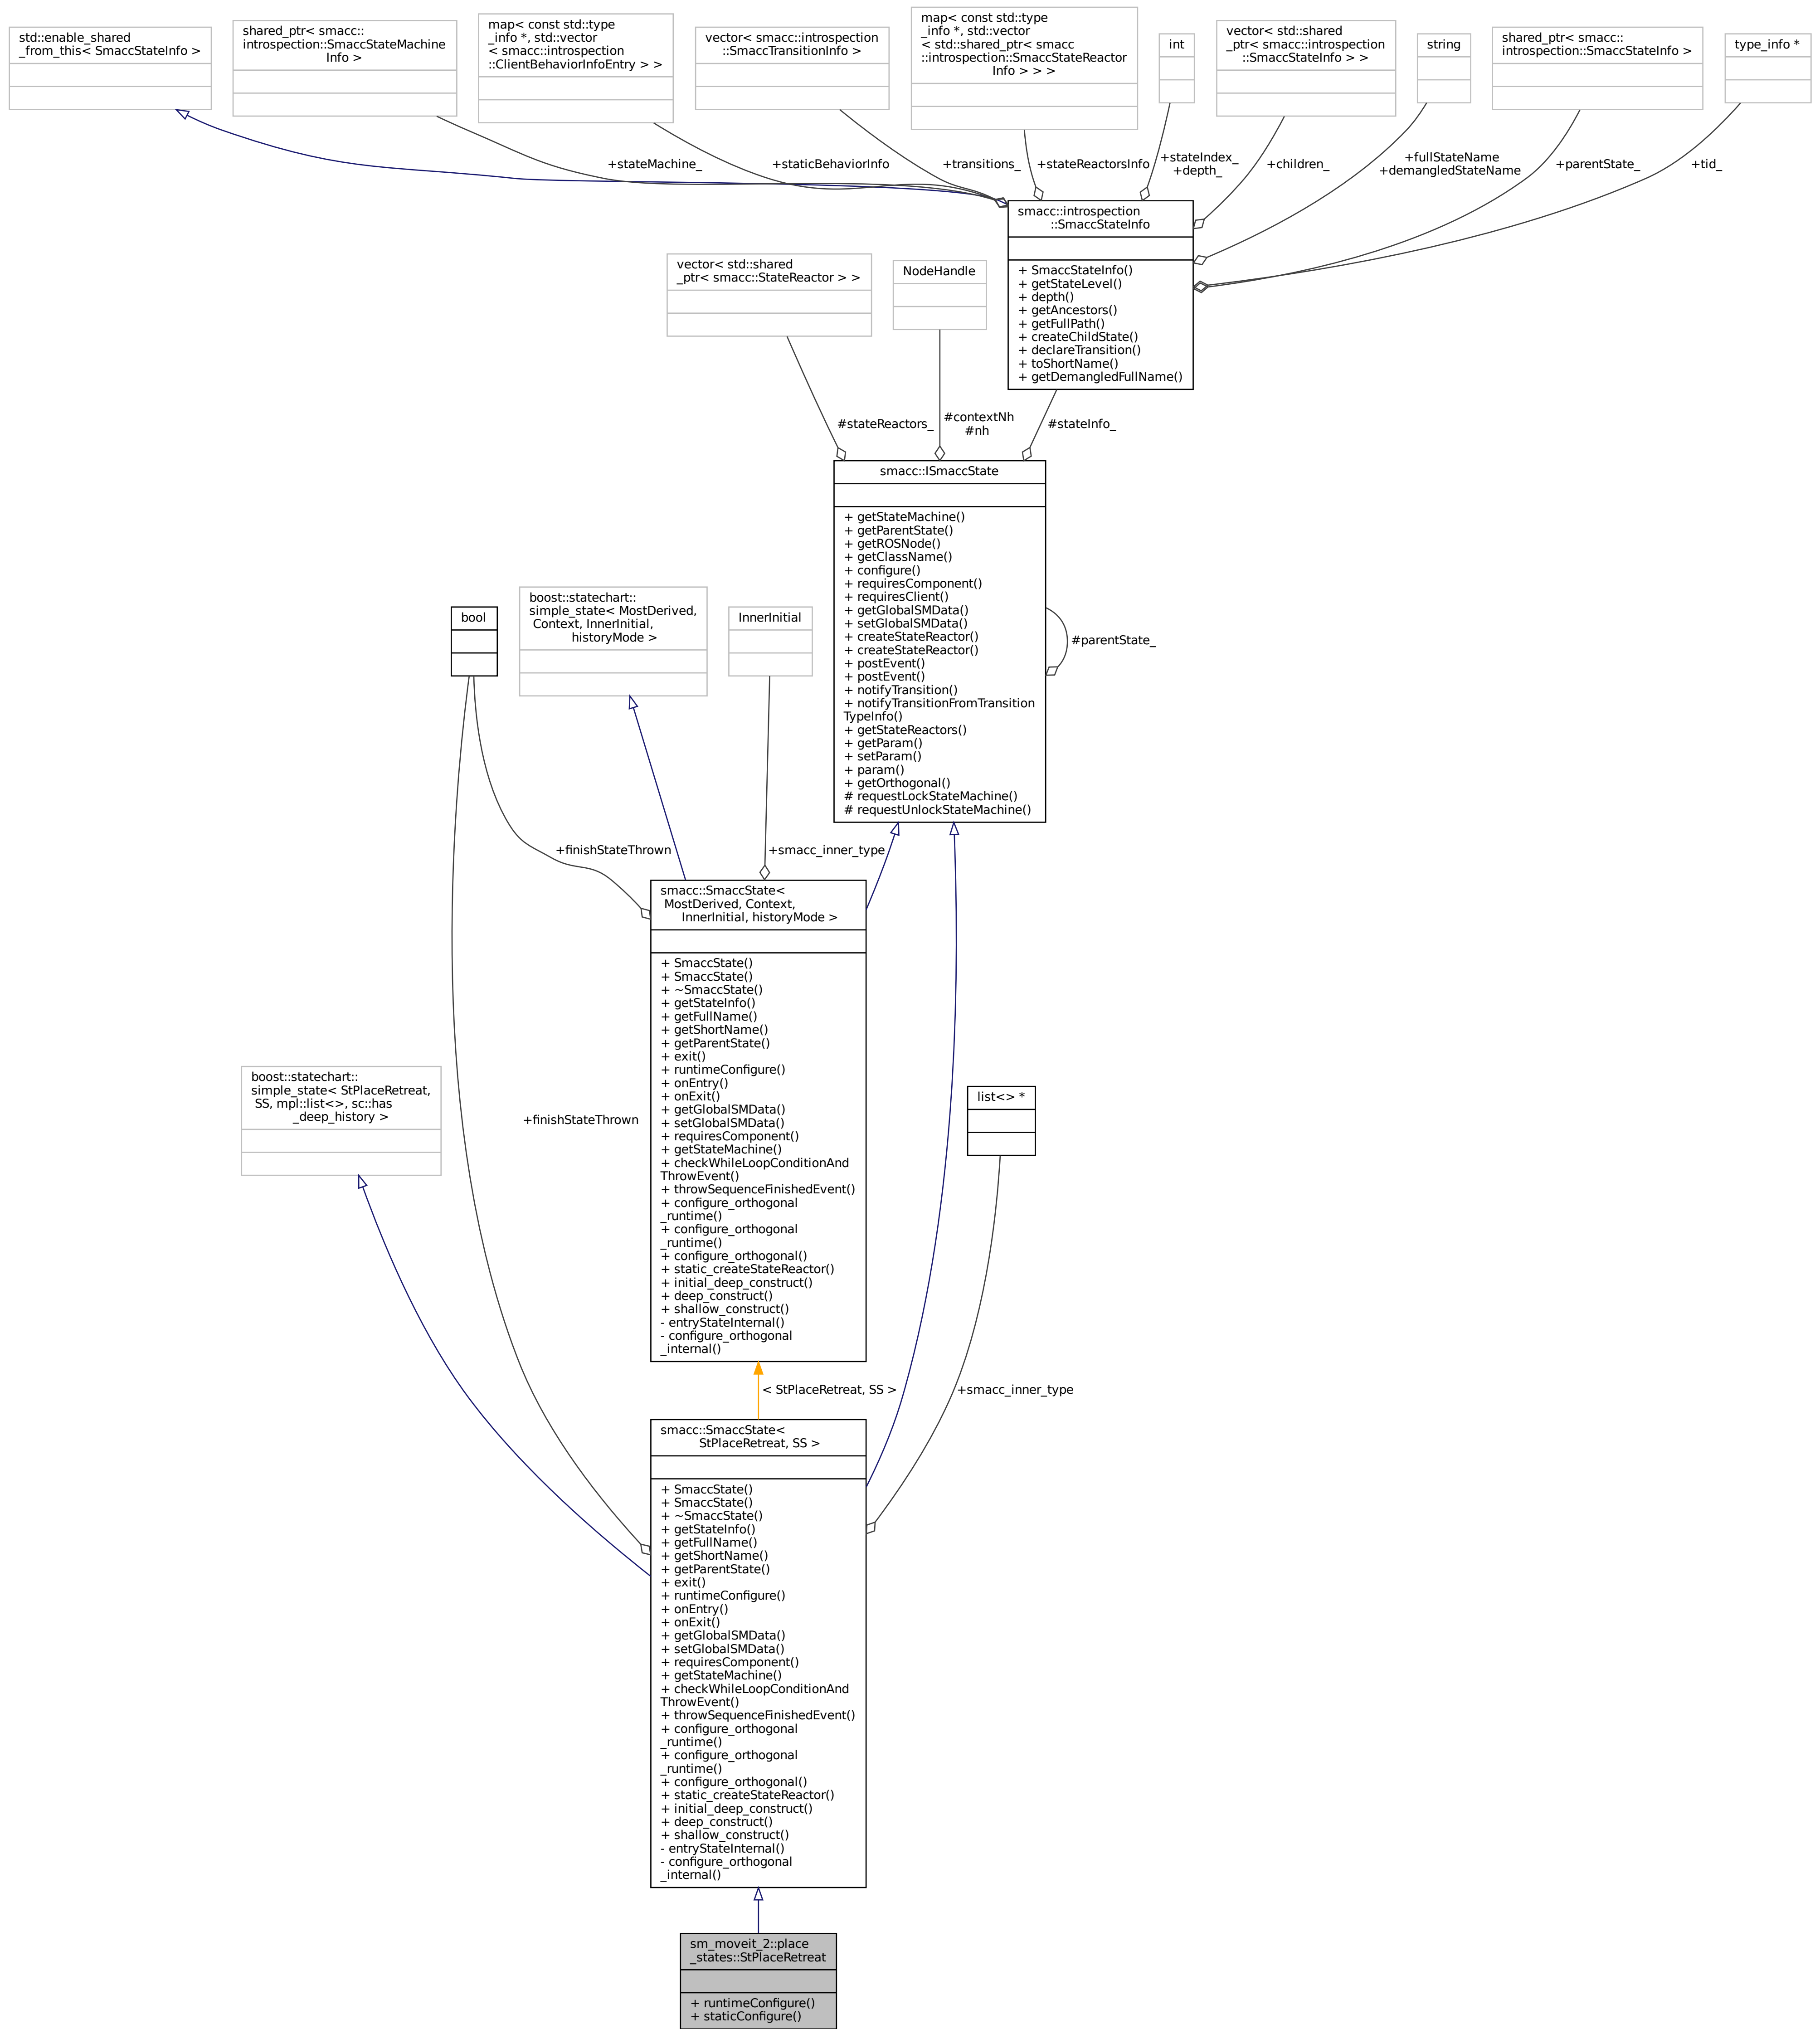 std::enable_shared
_from_this< SmaccStateInfo >
shared_ptr< smacc::
introspection::SmaccStateMachine
Info >
map< const std::type
_info *, std::vector
< smacc::introspection
::ClientBehaviorInfoEntry > >
vector< smacc::introspection
::SmaccTransitionInfo >
map< const std::type
_info *, std::vector
< std::shared_ptr< smacc
::introspection::SmaccStateReactor
Info > > >
int
vector< std::shared
_ptr< smacc::introspection
::SmaccStateInfo > >
string
shared_ptr< smacc::
introspection::SmaccStateInfo >
type_info *
+stateMachine_
+staticBehaviorInfo
+transitions_
+stateReactorsInfo
+stateIndex_
+depth_
+children_
+fullStateName
+demangledStateName
+parentState_
+tid_
smacc::introspection
::SmaccStateInfo
+ SmaccStateInfo()
+ getStateLevel()
+ depth()
+ getAncestors()
+ getFullPath()
+ createChildState()
+ declareTransition()
+ toShortName()
+ getDemangledFullName()
vector< std::shared
_ptr< smacc::StateReactor > >
NodeHandle
#stateReactors_
#contextNh
#nh
#stateInfo_
smacc::ISmaccState
+ getStateMachine()
+ getParentState()
+ getROSNode()
+ getClassName()
+ configure()
+ requiresComponent()
+ requiresClient()
+ getGlobalSMData()
+ setGlobalSMData()
+ createStateReactor()
+ createStateReactor()
+ postEvent()
+ postEvent()
+ notifyTransition()
+ notifyTransitionFromTransition
TypeInfo()
+ getStateReactors()
+ getParam()
+ setParam()
+ param()
+ getOrthogonal()
# requestLockStateMachine()
# requestUnlockStateMachine()
#parentState_
bool
boost::statechart::
simple_state< MostDerived,
Context, InnerInitial,
historyMode >
InnerInitial
+finishStateThrown
+smacc_inner_type
smacc::SmaccState<
MostDerived, Context,
InnerInitial, historyMode >
+ SmaccState()
+ SmaccState()
+ ~SmaccState()
+ getStateInfo()
+ getFullName()
+ getShortName()
+ getParentState()
+ exit()
+ runtimeConfigure()
+ onEntry()
+ onExit()
+ getGlobalSMData()
+ setGlobalSMData()
+ requiresComponent()
+ getStateMachine()
+ checkWhileLoopConditionAnd
ThrowEvent()
+ throwSequenceFinishedEvent()
+ configure_orthogonal
_runtime()
+ configure_orthogonal
_runtime()
+ configure_orthogonal()
+ static_createStateReactor()
+ initial_deep_construct()
+ deep_construct()
+ shallow_construct()
- entryStateInternal()
- configure_orthogonal
_internal()
boost::statechart::
simple_state< StPlaceRetreat,
SS, mpl::list<>, sc::has
_deep_history >
+finishStateThrown
list<> *
< StPlaceRetreat, SS >
+smacc_inner_type
smacc::SmaccState<
StPlaceRetreat, SS >
+ SmaccState()
+ SmaccState()
+ ~SmaccState()
+ getStateInfo()
+ getFullName()
+ getShortName()
+ getParentState()
+ exit()
+ runtimeConfigure()
+ onEntry()
+ onExit()
+ getGlobalSMData()
+ setGlobalSMData()
+ requiresComponent()
+ getStateMachine()
+ checkWhileLoopConditionAnd
ThrowEvent()
+ throwSequenceFinishedEvent()
+ configure_orthogonal
_runtime()
+ configure_orthogonal
_runtime()
+ configure_orthogonal()
+ static_createStateReactor()
+ initial_deep_construct()
+ deep_construct()
+ shallow_construct()
- entryStateInternal()
- configure_orthogonal
_internal()
sm_moveit_2::place
_states::StPlaceRetreat
+ runtimeConfigure()
+ staticConfigure()